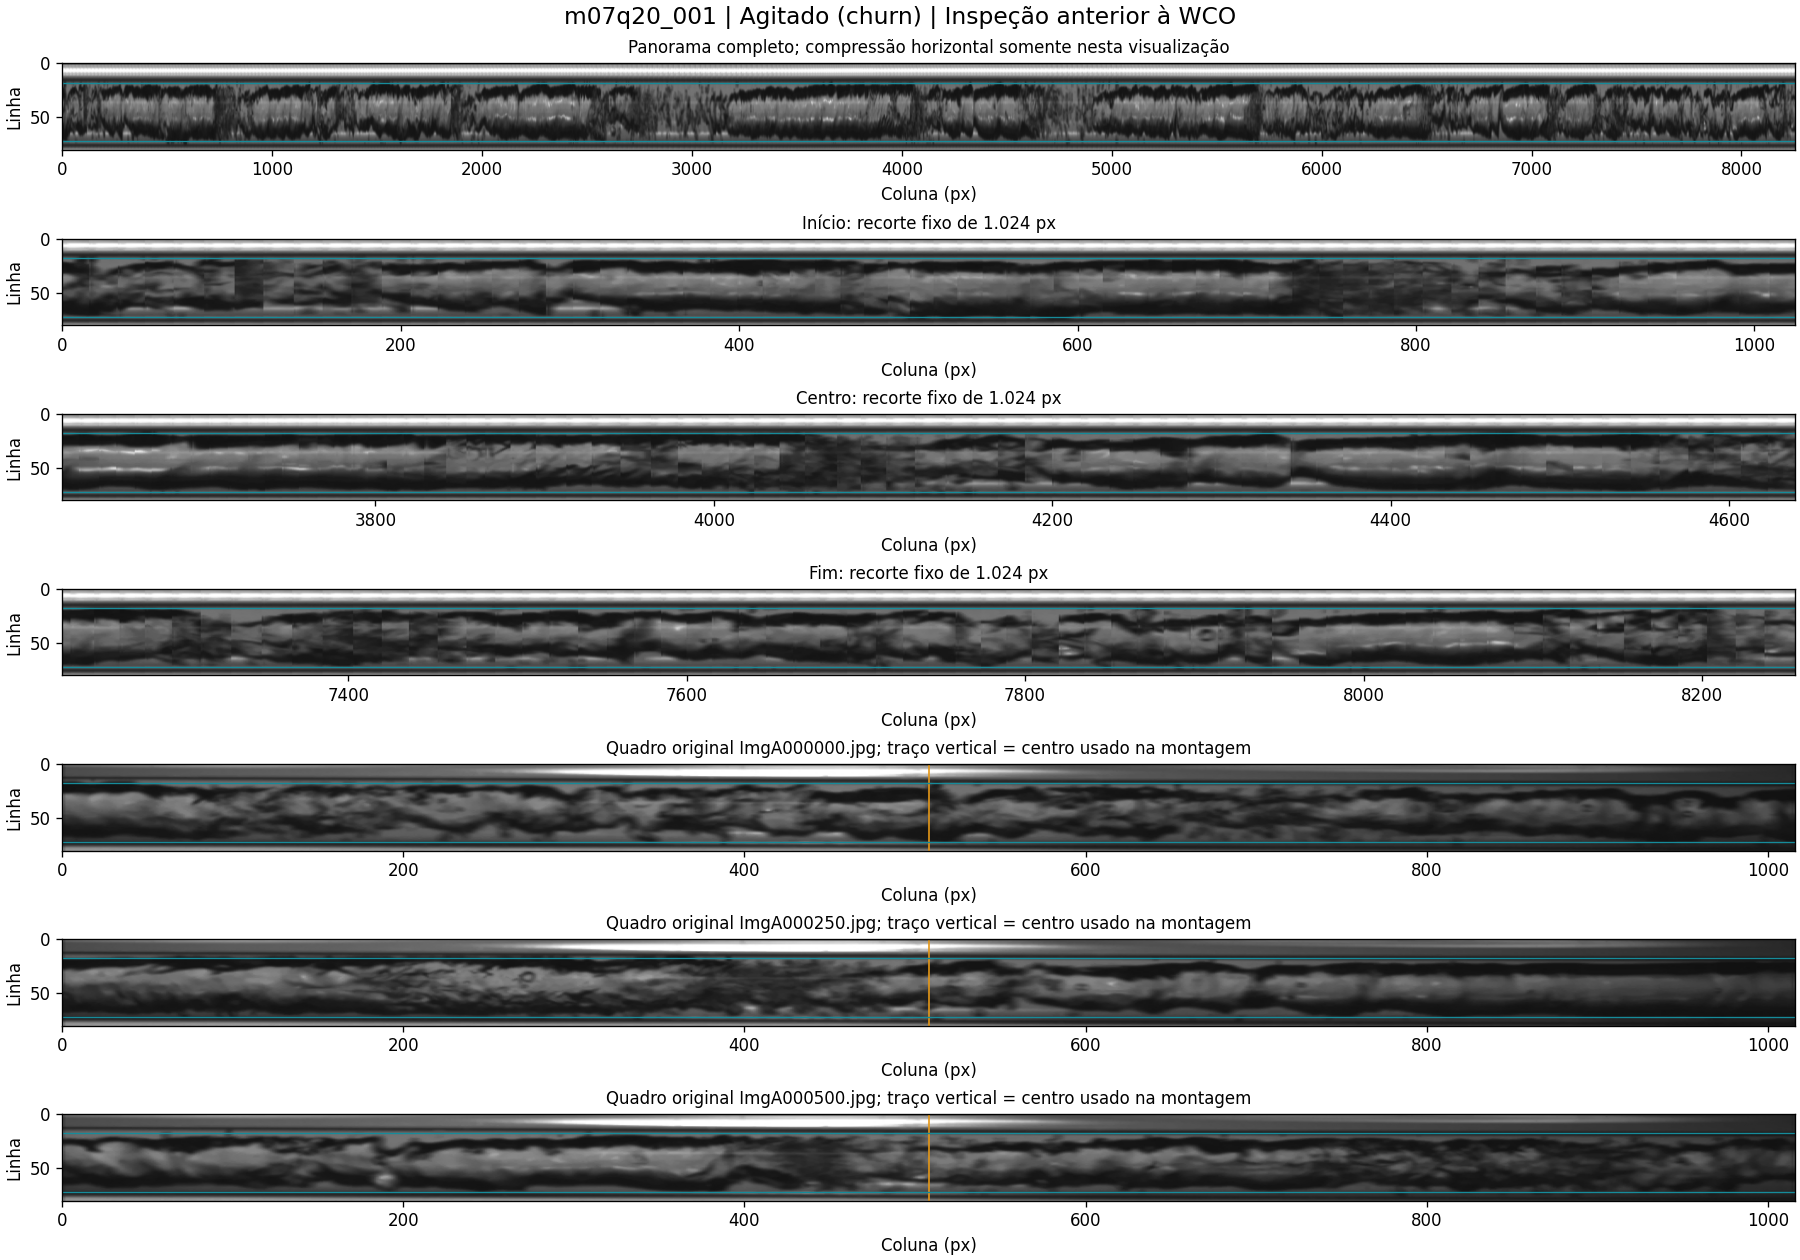 m07q20_001 | Agitado (churn) | Inspeção anterior à WCO
Panorama completo; compressão horizontal somente nesta visualização
0
50
Linha
0 1000 2000 3000 4000 5000 6000 7000 8000
Coluna (px)
Início: recorte fixo de 1.024 px
0
50
Linha
0 200 400 600 800 1000
Coluna (px)
Centro: recorte fixo de 1.024 px
0
50
Linha
3800 4000 4200 4400 4600
Coluna (px)
Fim: recorte fixo de 1.024 px
0
50
Linha
7400 7600 7800 8000 8200
Coluna (px)
Quadro original ImgA000000.jpg; traço vertical = centro usado na montagem
0
50
Linha
0 200 400 600 800 1000
Coluna (px)
Quadro original ImgA000250.jpg; traço vertical = centro usado na montagem
0
50
Linha
0 200 400 600 800 1000
Coluna (px)
Quadro original ImgA000500.jpg; traço vertical = centro usado na montagem
0
50
Linha
0 200 400 600 800 1000
Coluna (px)